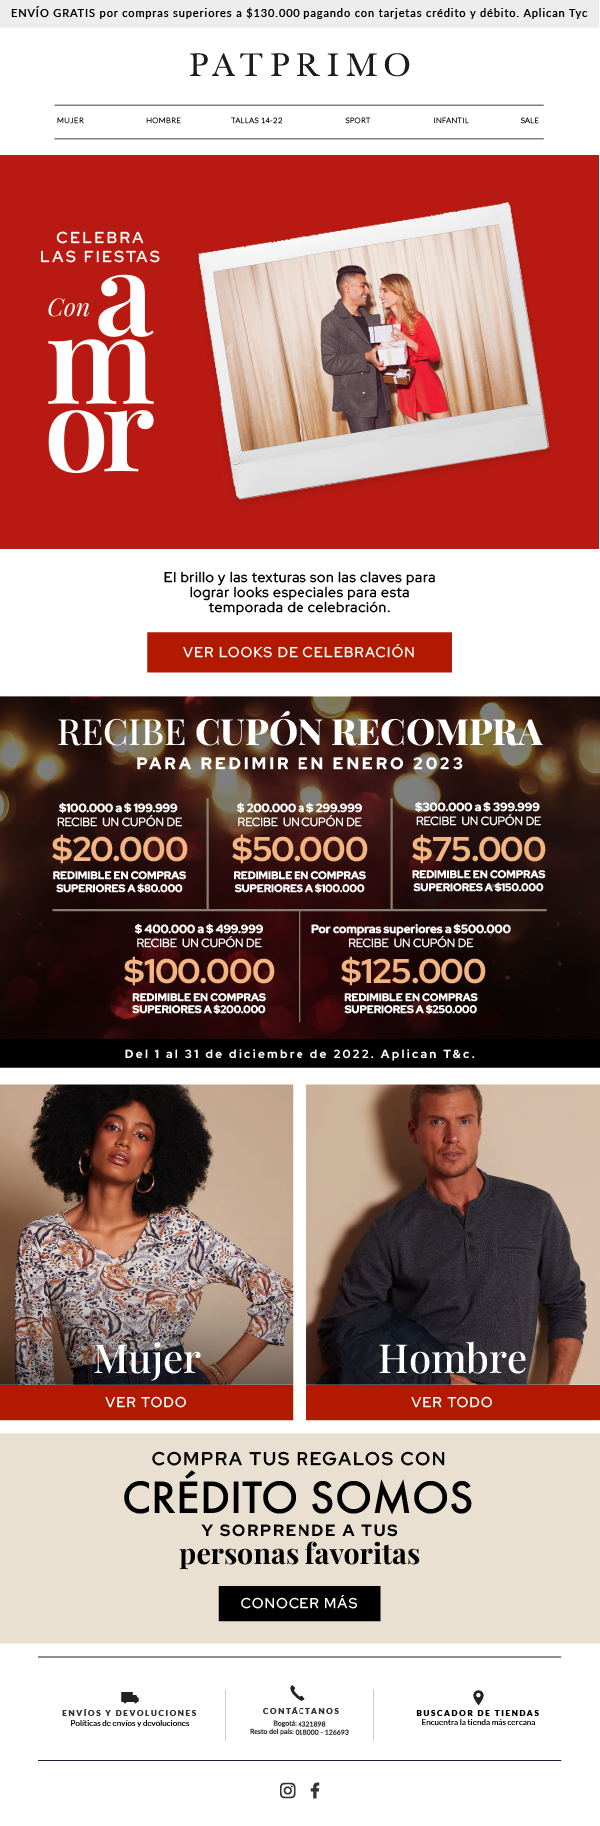 ENVÍO GRATIS por compras superiores a $130.000 pagando con tarjetas crédito y débito. Aplican Tyc
PATPRIMO
MUJER HOMBRE TALLAS 14-22 SPORT INFANTIL SALE
CELEBRA
LAS FIESTAS
Con a
m
or
El brillo y las texturas son las claves para
lograr looks especiales para esta
temporada de celebración.
VER LOOKS DE CELEBRACIÓN
RECIBE CUPÓN RECOMPRA
PARA REDIMIR EN ENERO 2023
$100.000 a $ 199.999
RECIBE UN CUPÓN DE
$20.000
REDIMIBLE EN COMPRAS
SUPERIORES A $80.000
$ 200.000 a $ 299.999
RECIBE UN CUPÓN DE
$50.000
REDIMIBLE EN COMPRAS
SUPERIORES A $100.000
$300.000 a $ 399.999
RECIBE UN CUPÓN DE
$75.000
REDIMIBLE EN COMPRAS
SUPERIORES A $150.000
$ 400.000 a $ 499.999
RECIBE UN CUPÓN DE
$100.000
REDIMIBLE EN COMPRAS
SUPERIORES A $200.000
Por compras superiores a $500.000
RECIBE UN CUPÓN DE
$125.000
REDIMIBLE EN COMPRAS
SUPERIORES A $250.000
Del 1 al 31 de diciembre de 2022. Aplican T&c.
Mujer
VER TODO
Hombre
VER TODO
COMPRA TUS REGALOS CON
CRÉDITO SOMOS
Y SORPRENDE A TUS
personas favoritas
CONOCER MÁS
ENVÍOS Y DEVOLUCIONES
Políticas de envíos y devoluciones
CONTÁCTANOS
Bogotá: 4321898
Resto del país: 018000 - 126693
BUSCADOR DE TIENDAS
Encuentra la tienda más cercana